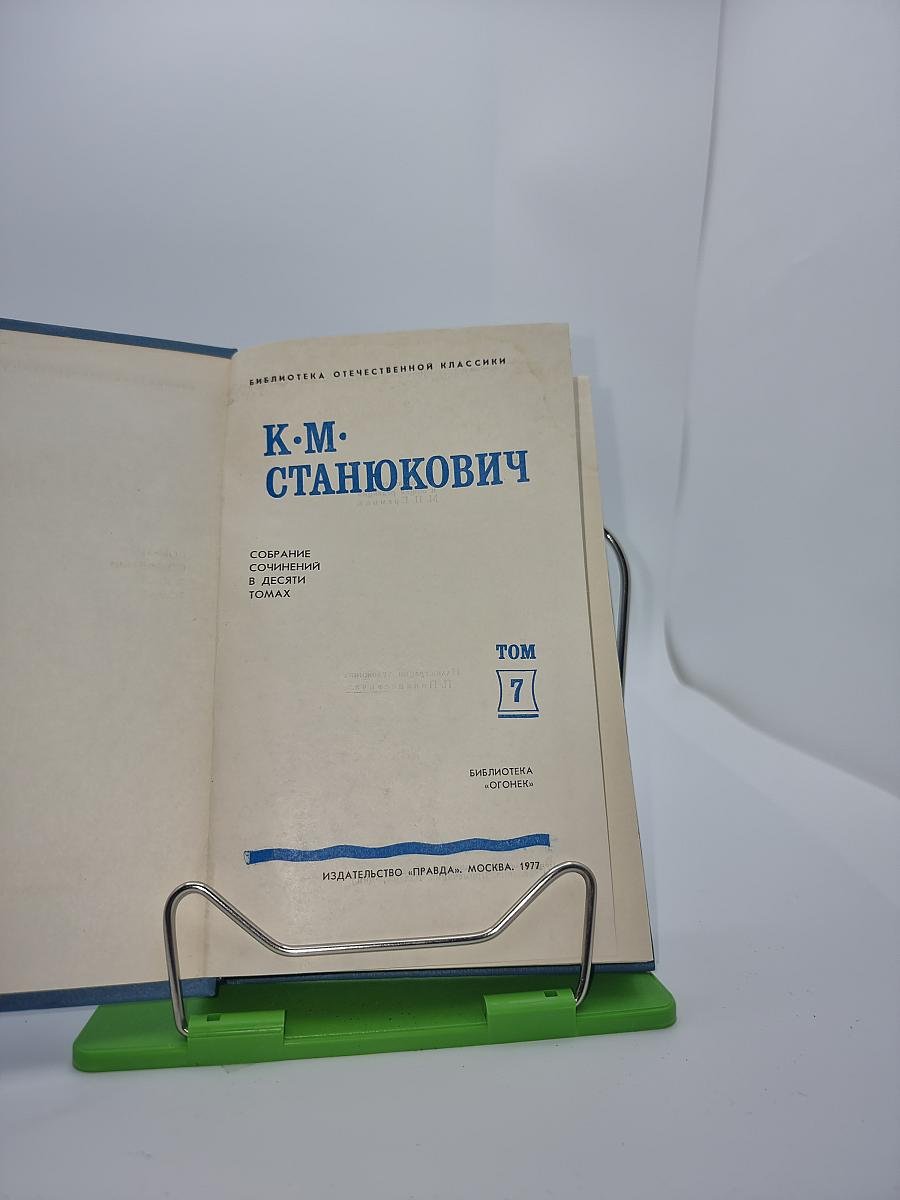 БИБЛИОТЕКА ОТЕЧЕСТВЕННОЙ КЛАССИКИ
К·М·
СТАНЮКОВИЧ
СОБРАНИЕ
СОЧИНЕНИЙ
В ДЕСЯТИ
ТОМАХ
ТОМ
7
БИБЛИОТЕКА
«ОГОНЕК»
ИЗДАТЕЛЬСТВО «ПРАВДА». МОСКВА. 1977